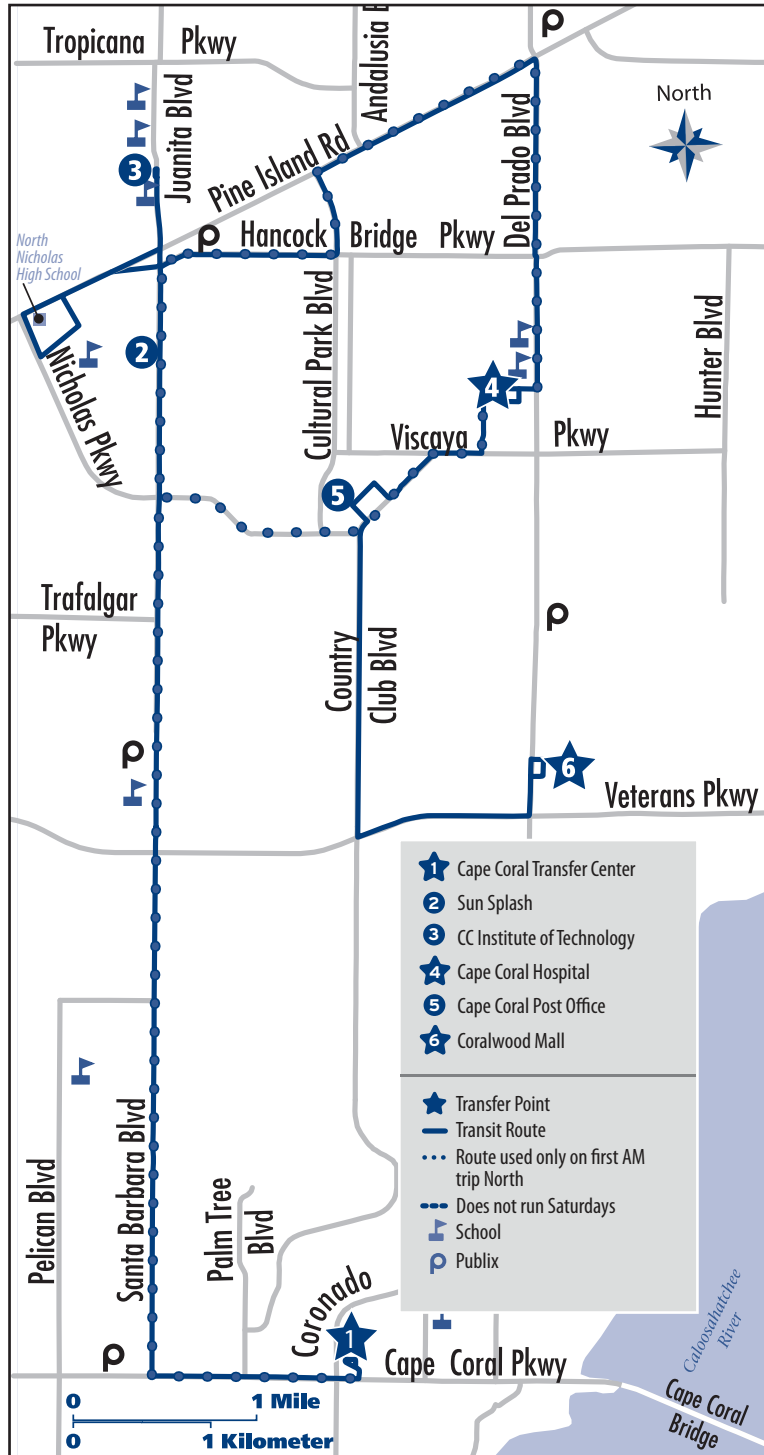 Tropicana Pkwy
Juanita Blvd
Andalusia B
Del Prado Blvd
North
Pine Island Rd
3
Hancock Bridge Pkwy
North
Nicholas
High School
2
Nicholas Pkwy
Cultural Park Blvd
4
Hunter Blvd
Viscaya Pkwy
5
Trafalgar
Pkwy
Country
Club Blvd
6
Veterans Pkwy
1 Cape Coral Transfer Center
2 Sun Splash
3 CC Institute of Technology
4 Cape Coral Hospital
5 Cape Coral Post Office
6 Coralwood Mall
Transfer Point
Transit Route
Route used only on first AM
trip North
Does not run Saturdays
School
Publix
Pelican Blvd
Santa Barbara Blvd
Palm Tree
Blvd
Coronado
1
Cape Coral Pkwy
Caloosahatchee
River
Cape Coral
Bridge
0 1 Mile
0 1 Kilometer